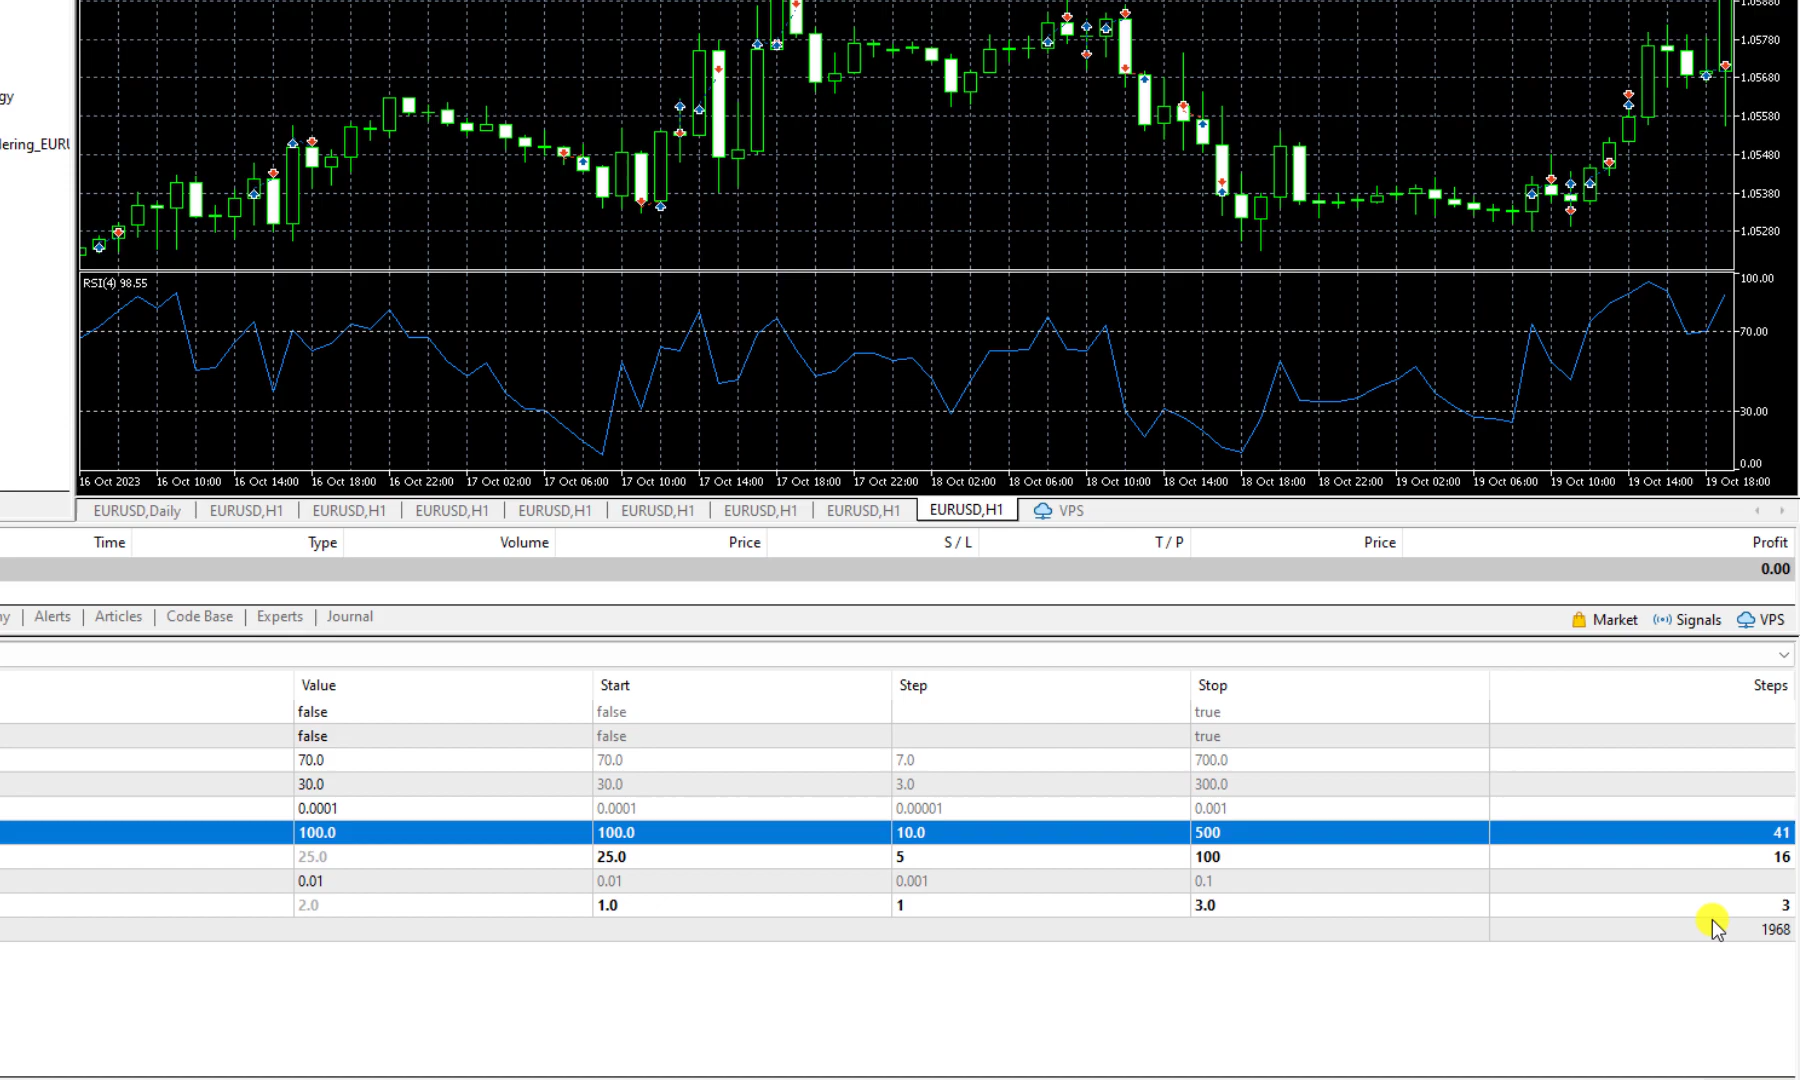 1.05880
1.05780
gy
1.05680
1.05580
lering_EURU
1.05480
1.05380
1.05280
RSI(4) 98.55
100.00
70.00
30.00
0.00
16 Oct 2023 16 Oct 10:00 16 Oct 14:00 16 Oct 18:00 16 Oct 22:00 17 Oct 02:00 17 Oct 06:00 17 Oct 10:00 17 Oct 14:00 17 Oct 18:00 17 Oct 22:00 18 Oct 02:00 18 Oct 06:00 18 Oct 10:00 18 Oct 14:00 18 Oct 18:00 18 Oct 22:00 19 Oct 02:00 19 Oct 06:00 19 Oct 10:00 19 Oct 14:00 19 Oct 18:00
EURUSD,Daily EURUSD,H1 EURUSD,H1 EURUSD,H1 EURUSD,H1 EURUSD,H1 EURUSD,H1 EURUSD,H1 EURUSD,H1 VPS
Time Type Volume Price S / L T / P Price Profit
0.00
ny Alerts Articles Code Base Experts Journal Market Signals VPS
Value Start Step Stop Steps
false false true
false false true
70.0 70.0 7.0 700.0
30.0 30.0 3.0 300.0
0.0001 0.0001 0.00001 0.001
100.0 100.0 10.0 500 41
25.0 25.0 5 100 16
0.01 0.01 0.001 0.1
2.0 1.0 1 3.0 3
1968